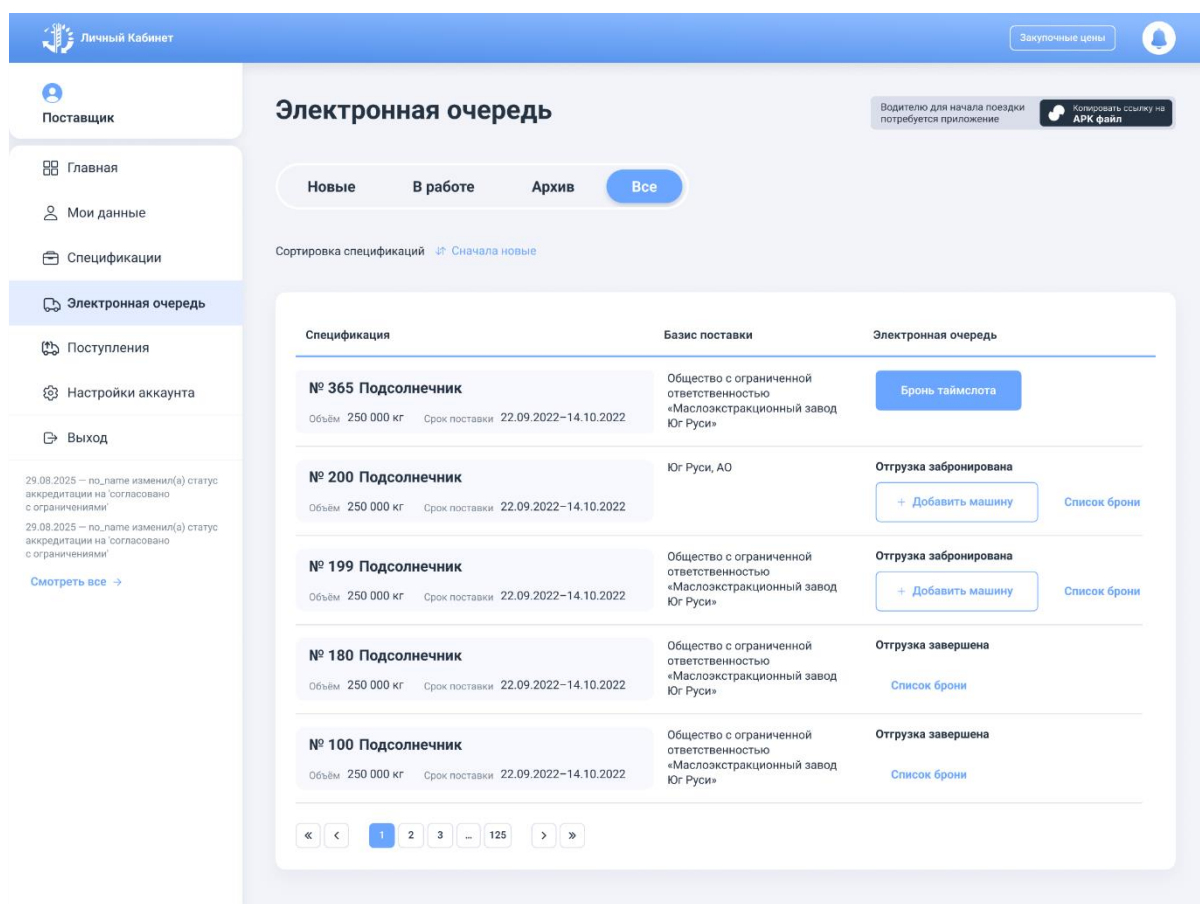 Личный Кабинет
Закупочные цены
Поставщик
Главная
Мои данные
Спецификации
Электронная очередь
Поступления
Настройки аккаунта
Выход
29.08.2025 — no_name изменил(а) статус
аккредитации на 'согласовано
с ограничениями'
29.08.2025 — no_name изменил(а) статус
аккредитации на 'согласовано
с ограничениями'
Смотреть все →
Электронная очередь
Водителю для начала поездки
потребуется приложение
Копировать ссылку на
APK файл
Новые В работе Архив Все
Сортировка спецификаций Сначала новые
Спецификация Базис поставки Электронная очередь
№ 365 Подсолнечник
Объём 250 000 кг Срок поставки 22.09.2022–14.10.2022
Общество с ограниченной
ответственностью
«Маслоэкстракционный завод
Юг Руси»
Бронь таймслота
№ 200 Подсолнечник
Объём 250 000 кг Срок поставки 22.09.2022–14.10.2022
Юг Руси, АО
Отгрузка забронирована
+ Добавить машину Список брони
№ 199 Подсолнечник
Объём 250 000 кг Срок поставки 22.09.2022–14.10.2022
Общество с ограниченной
ответственностью
«Маслоэкстракционный завод
Юг Руси»
Отгрузка забронирована
+ Добавить машину Список брони
№ 180 Подсолнечник
Объём 250 000 кг Срок поставки 22.09.2022–14.10.2022
Общество с ограниченной
ответственностью
«Маслоэкстракционный завод
Юг Руси»
Отгрузка завершена
Список брони
№ 100 Подсолнечник
Объём 250 000 кг Срок поставки 22.09.2022–14.10.2022
Общество с ограниченной
ответственностью
«Маслоэкстракционный завод
Юг Руси»
Отгрузка завершена
Список брони
« ‹ 1 2 3 ... 125 › »